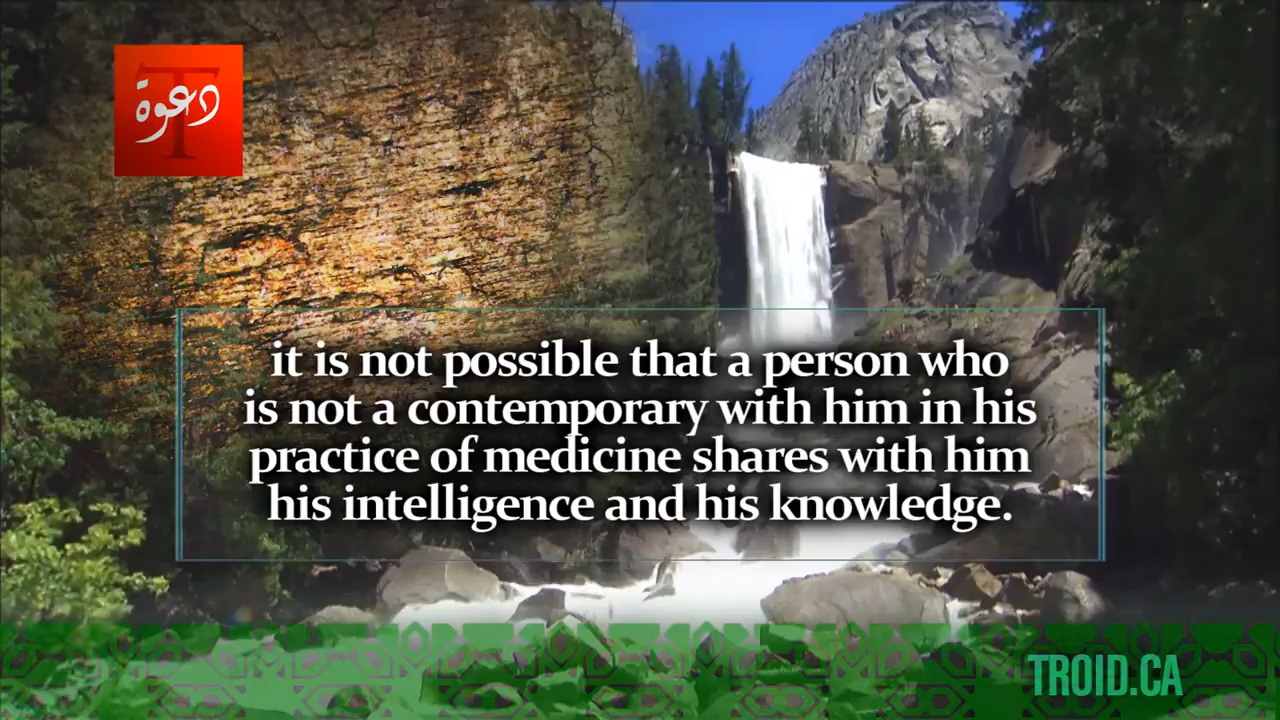 دعوة
T
it is not possible that a person who
is not a contemporary with him in his
practice of medicine shares with him
his intelligence and his knowledge.
TROID.CA